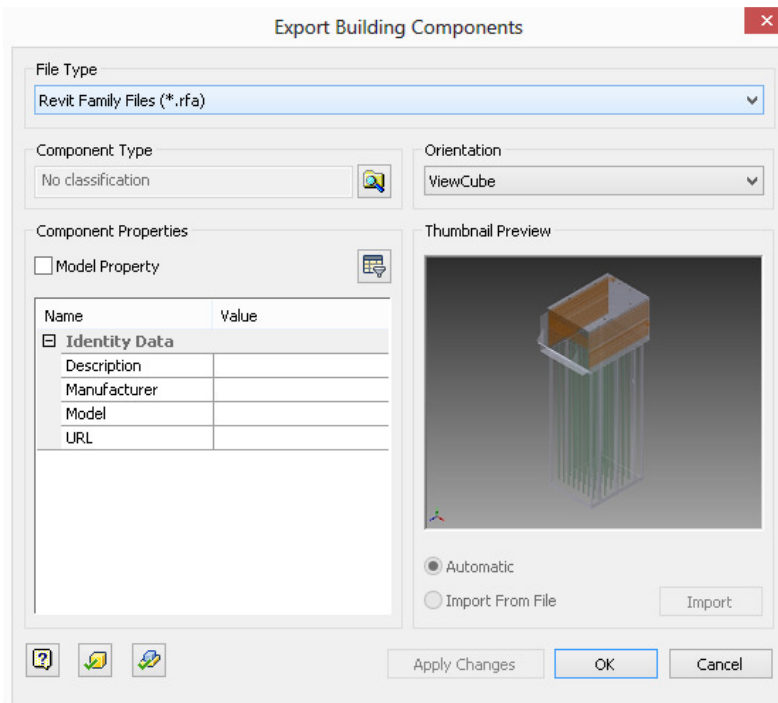 Export Building Components
File Type
Revit Family Files (*.rfa)
Component Type
No classification
Orientation
ViewCube
Component Properties
Model Property
Name Value
Identity Data
Description
Manufacturer
Model
URL
Thumbnail Preview
Automatic
Import From File
Import
Apply Changes
OK
Cancel